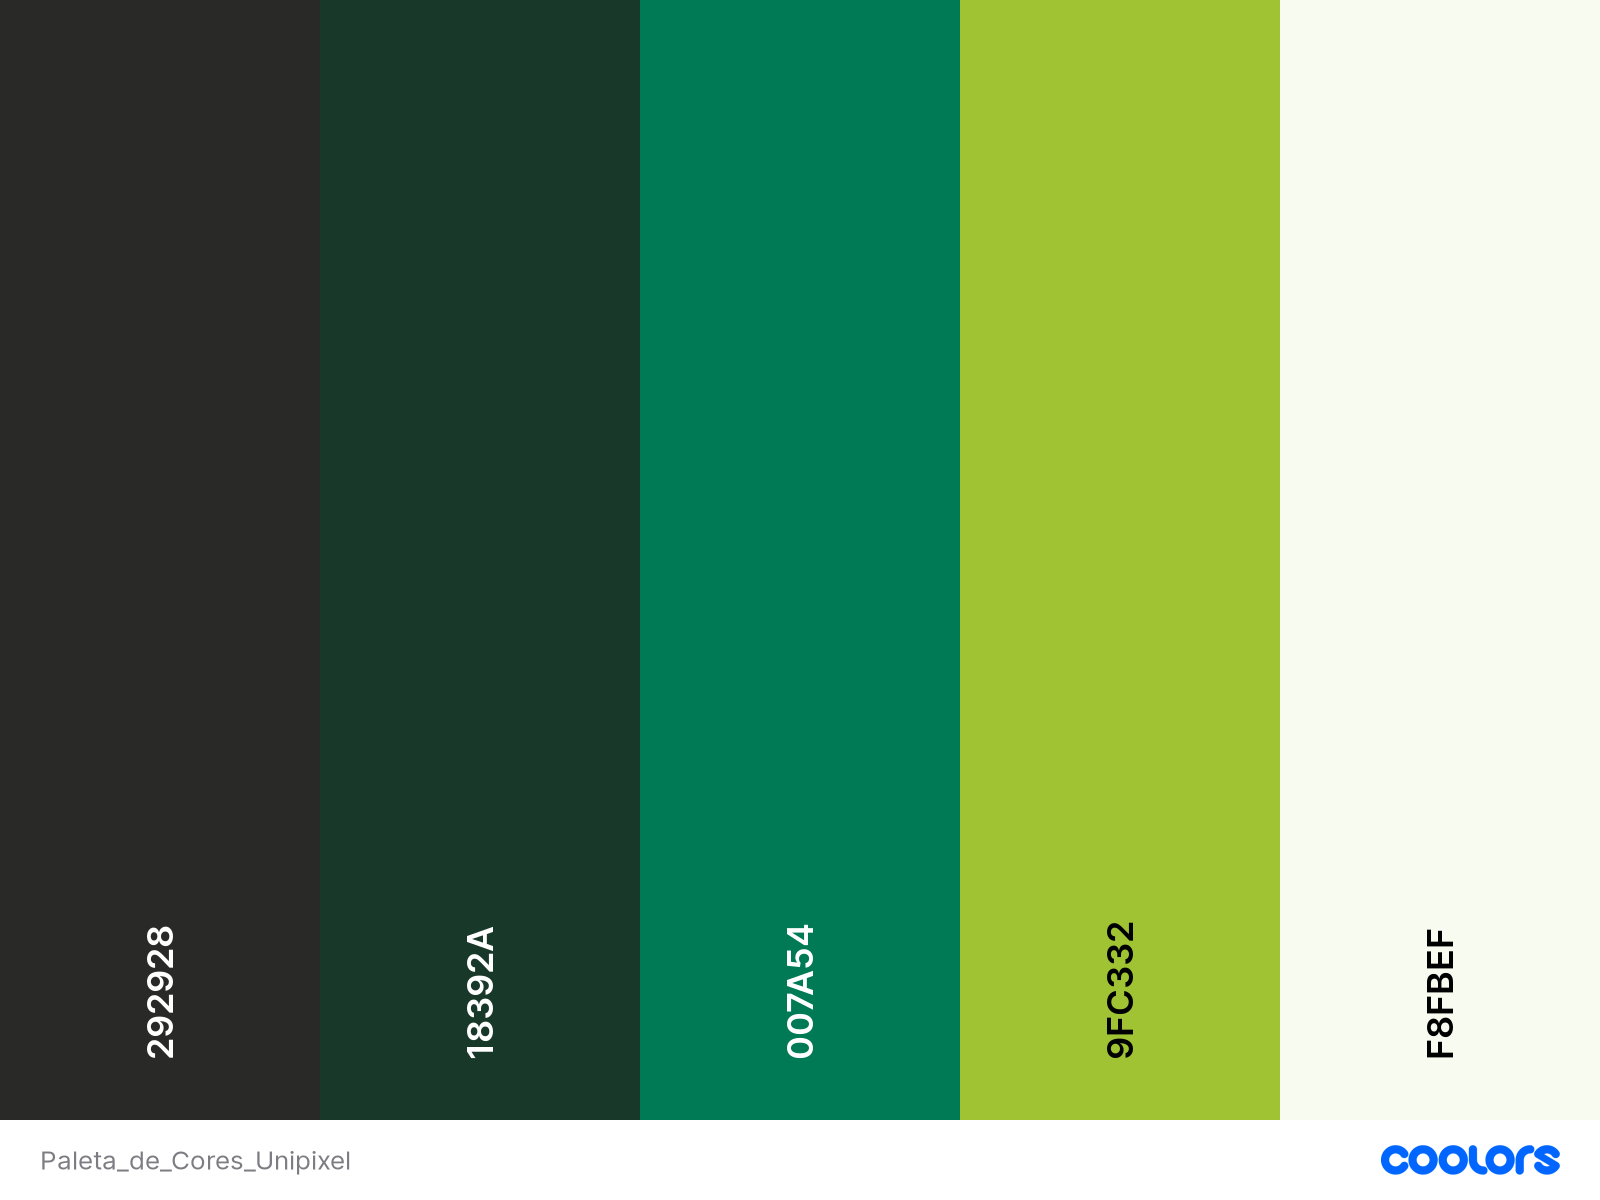 292928
18392A
007A54
9FC332
F8FBEF
Paleta_de_Cores_Unipixel
coolors